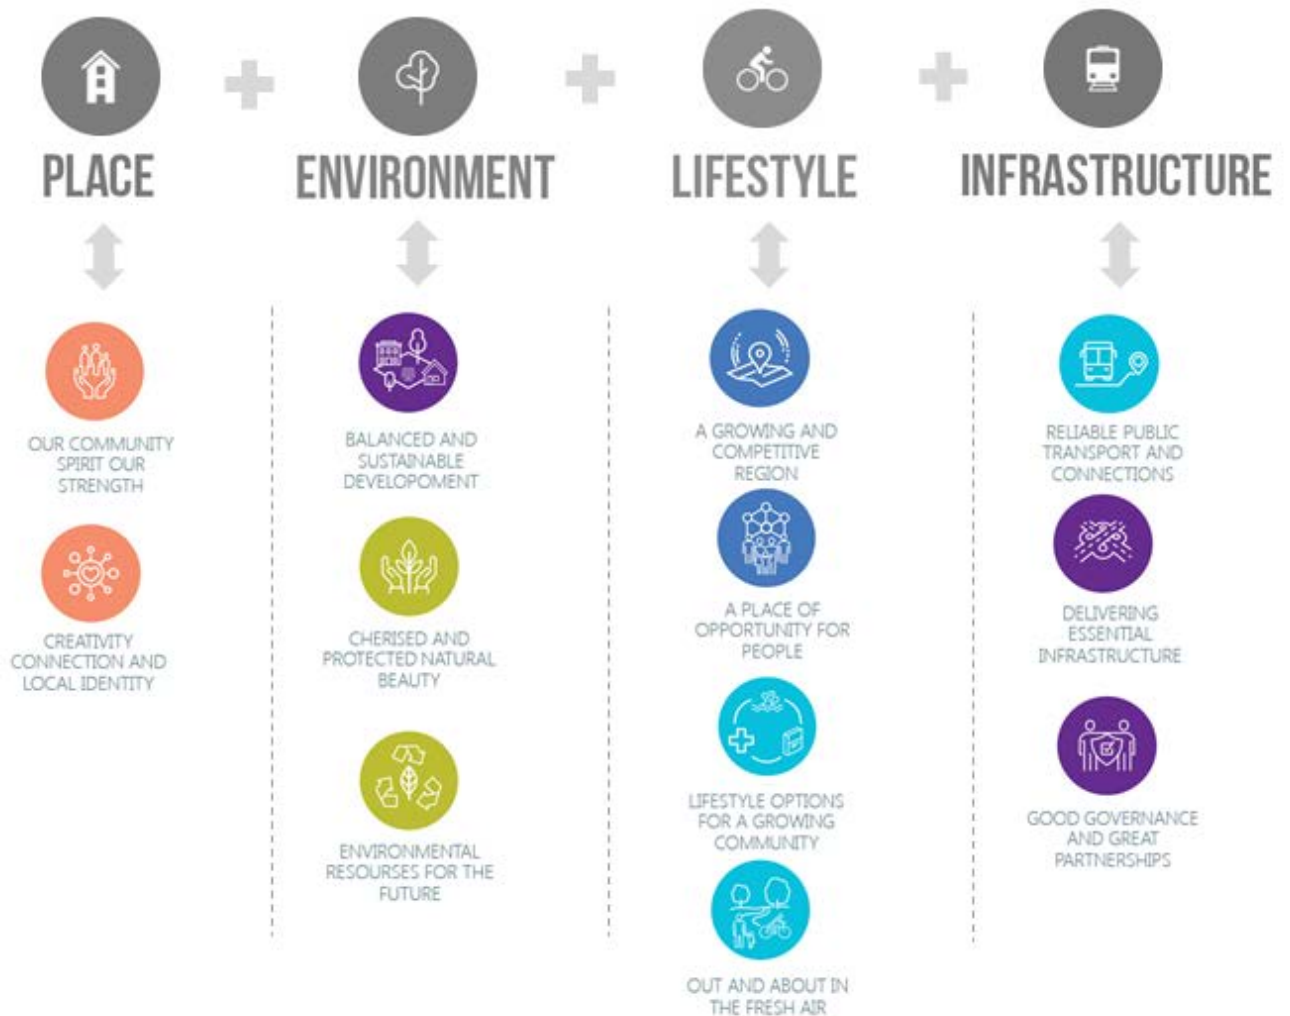 PLACE
OUR COMMUNITY
SPIRIT OUR
STRENGTH
CREATIVITY
CONNECTION AND
LOCAL IDENTITY
ENVIRONMENT
BALANCED AND
SUSTAINABLE
DEVELOPOMENT
CHERISED AND
PROTECTED NATURAL
BEAUTY
ENVIRONMENTAL
RESOURSES FOR THE
FUTURE
LIFESTYLE
A GROWING AND
COMPETITIVE
REGION
A PLACE OF
OPPORTUNITY FOR
PEOPLE
LIFESTYLE OPTIONS
FOR A GROWING
COMMUNITY
OUT AND ABOUT IN
THE FRESH AIR
INFRASTRUCTURE
RELIABLE PUBLIC
TRANSPORT AND
CONNECTIONS
DELIVERING
ESSENTIAL
INFRASTRUCTURE
GOOD GOVERNANCE
AND GREAT
PARTNERSHIPS